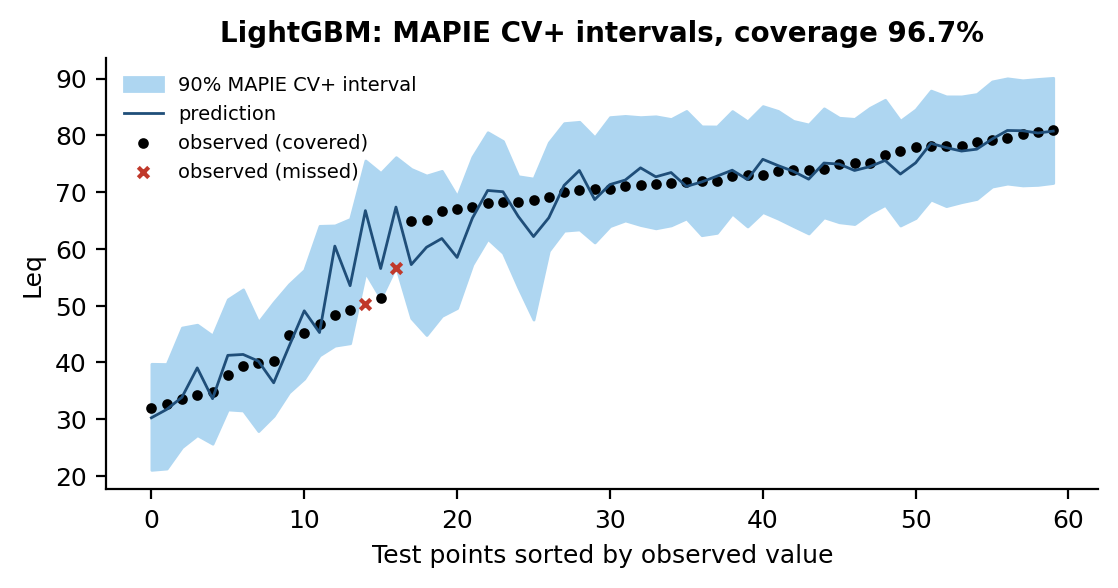 LightGBM: MAPIE CV+ intervals, coverage 96.7%
90% MAPIE CV+ interval
prediction
observed (covered)
observed (missed)
Leq
90
80
70
60
50
40
30
20
0 10 20 30 40 50 60
Test points sorted by observed value